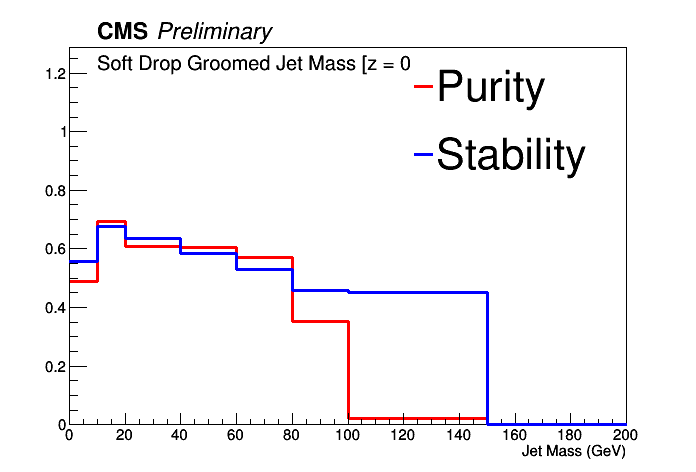 CMS Preliminary
Soft Drop Groomed Jet Mass [z = 0
Purity
Stability
1.2
1
0.8
0.6
0.4
0.2
0
0 20 40 60 80 100 120 140 160 180 200
Jet Mass (GeV)